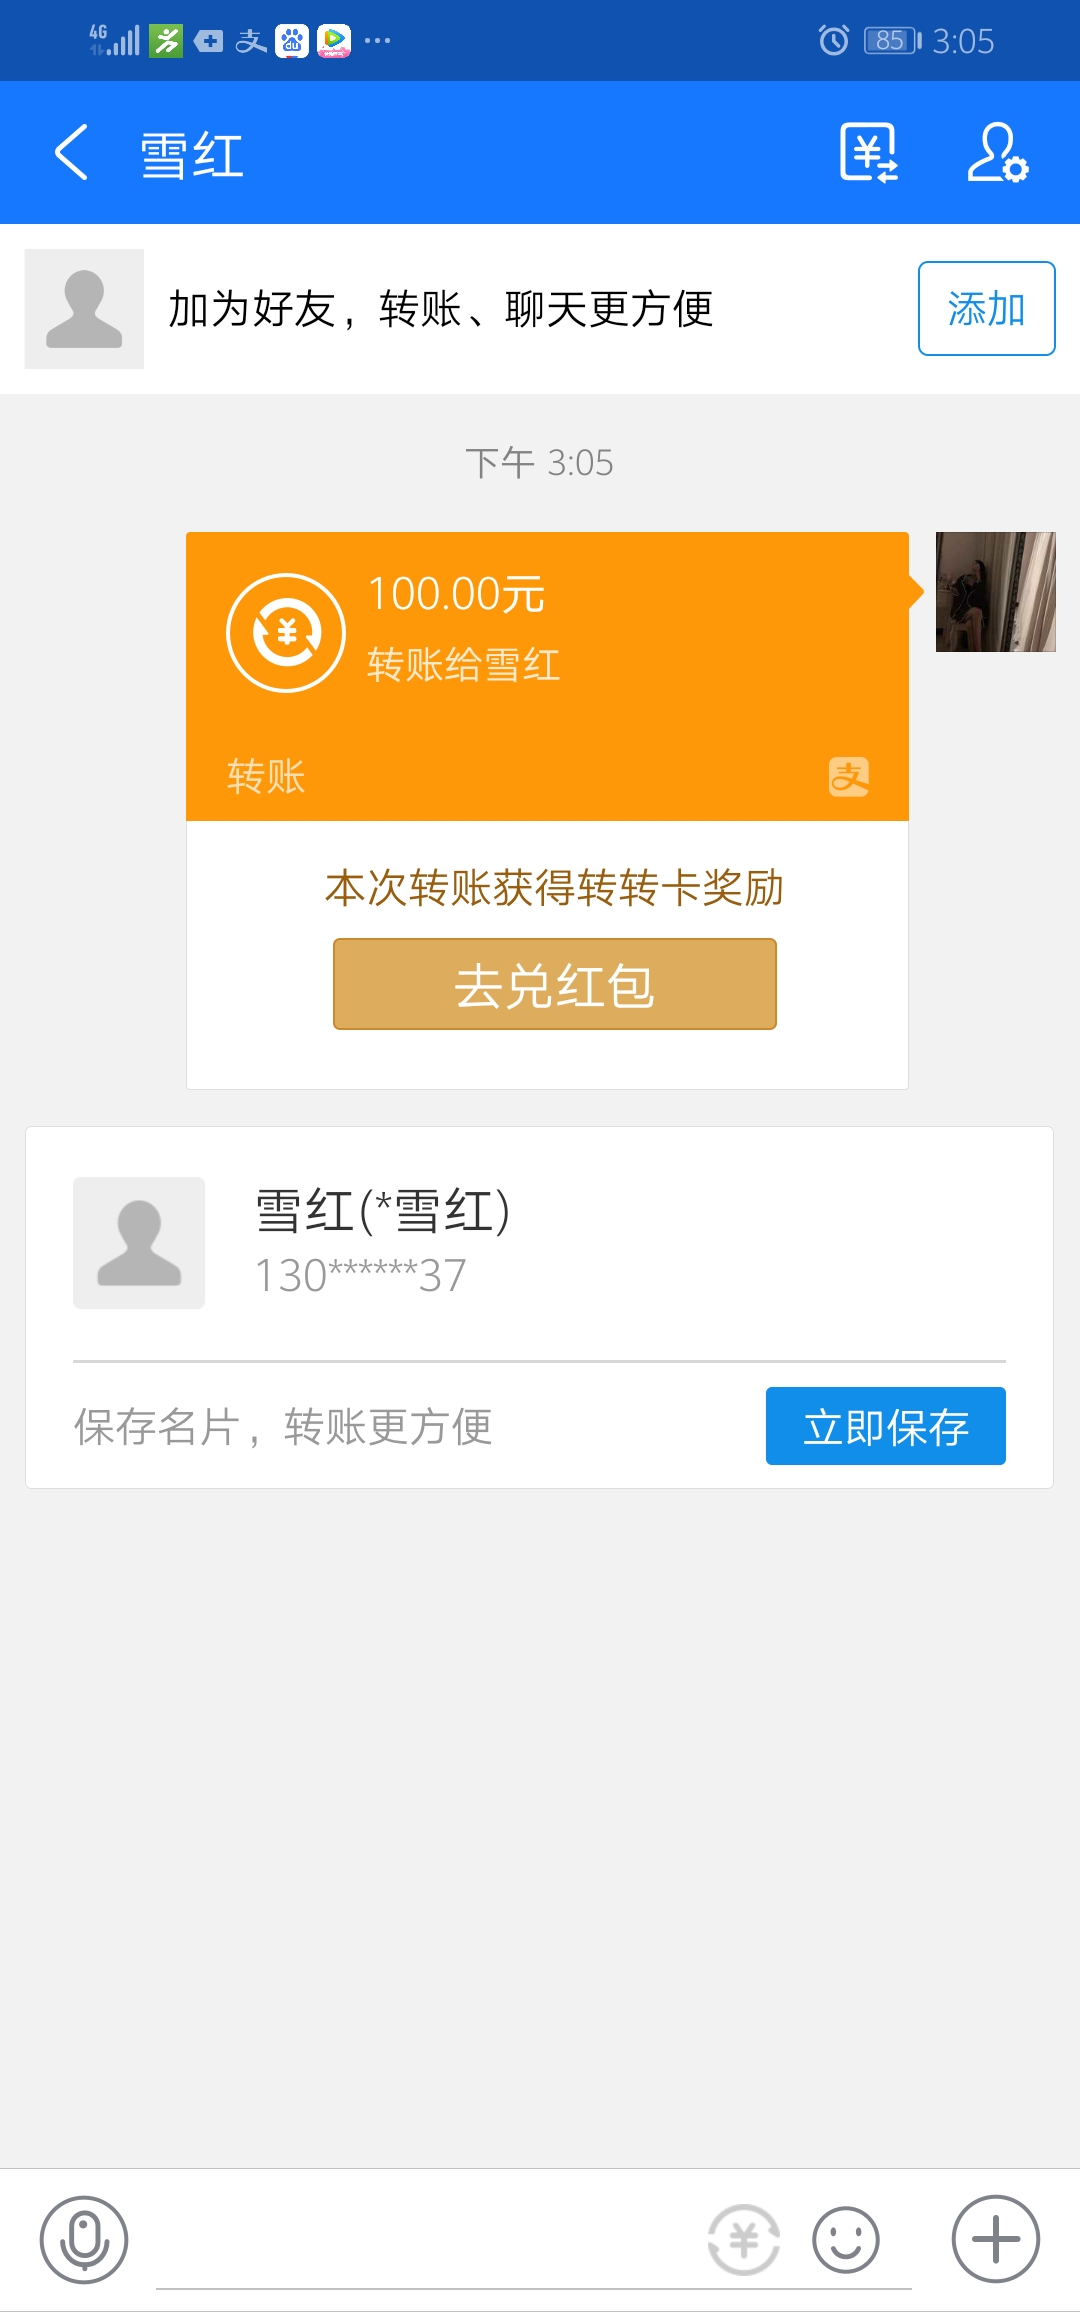 4G
85
3:05
雪红
加为好友，转账、聊天更方便
添加
下午 3:05
100.00元
转账给雪红
转账
支
本次转账获得转转卡奖励
去兑红包
雪红(*雪红)
130******37
保存名片，转账更方便
立即保存